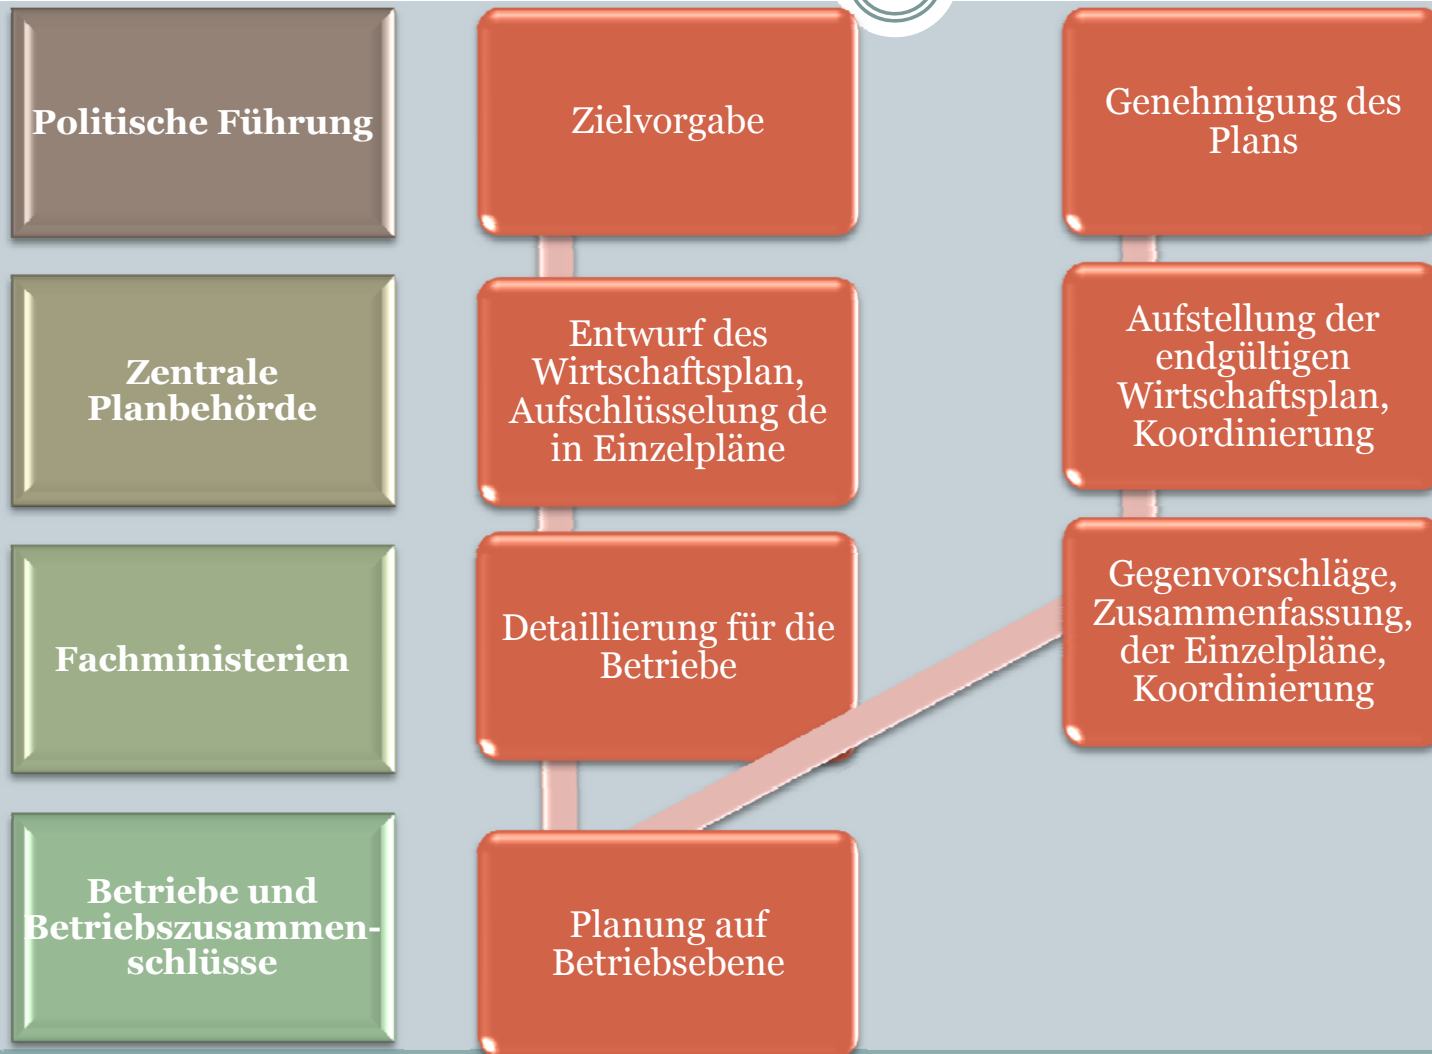 Politische Führung
Zielvorgabe
Genehmigung des
Plans
Zentrale
Planbehörde
Entwurf des
Wirtschaftsplan,
Aufschlüsselung de
in Einzelpläne
Aufstellung der
endgültigen
Wirtschaftsplan,
Koordinierung
Fachministerien
Detaillierung für die
Betriebe
Gegenvorschläge,
Zusammenfassung,
der Einzelpläne,
Koordinierung
Betriebe und
Betriebszusammen-
schlüsse
Planung auf
Betriebsebene